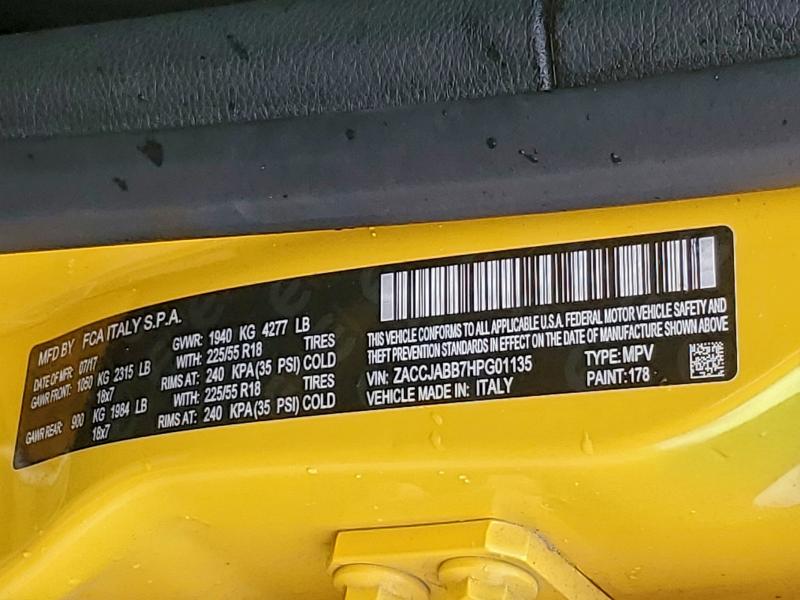 MFD BY FCA ITALY S.P.A.
DATE OF MFR: 07/17 GVWR: 1940 KG 4277 LB
GAWR FRONT: 1050 KG 2315 LB WITH: 225/55 R18 TIRES
18x7 RIMS AT: 240 KPA(35 PSI) COLD
GAWR REAR: 900 KG 1984 LB WITH: 225/55 R18 TIRES
18x7 RIMS AT: 240 KPA(35 PSI) COLD
THIS VEHICLE CONFORMS TO ALL APPLICABLE U.S.A. FEDERAL MOTOR VEHICLE SAFETY AND
THEFT PREVENTION BUMPER STANDARDS IN EFFECT ON THE DATE OF MANUFACTURE SHOWN ABOVE
VIN: ZACCJABB7HPG01135 TYPE: MPV
VEHICLE MADE IN: ITALY PAINT: 178